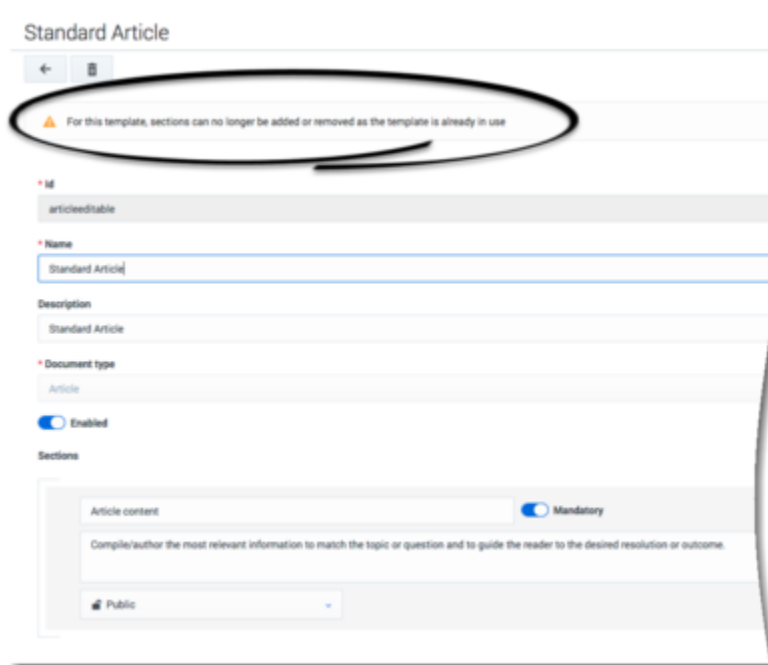 Standard Article
For this template, sections can no longer be added or removed as the template is already in use
* Id
articleeditable
* Name
Standard Article
Description
Standard Article
* Document type
Article
Enabled
Sections
Article content
Mandatory
Compile/author the most relevant information to match the topic or question and to guide the reader to the desired resolution or outcome.
Public